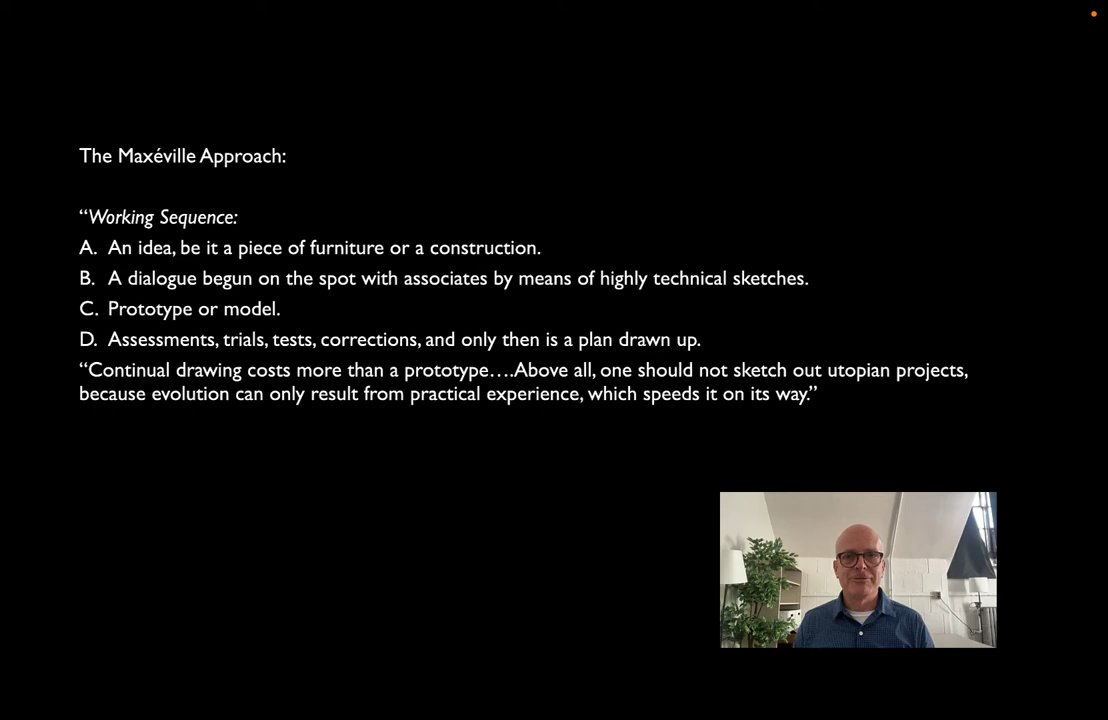 The Maxéville Approach:
“Working Sequence:
A. An idea, be it a piece of furniture or a construction.
B. A dialogue begun on the spot with associates by means of highly technical sketches.
C. Prototype or model.
D. Assessments, trials, tests, corrections, and only then is a plan drawn up.
“Continual drawing costs more than a prototype….Above all, one should not sketch out utopian projects,
because evolution can only result from practical experience, which speeds it on its way.”